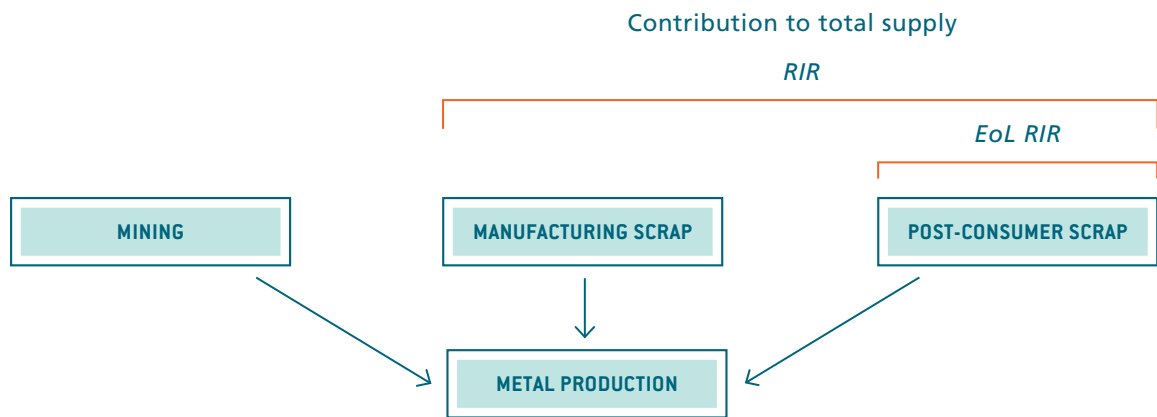 Contribution to total supply
RIR
EoL RIR
MINING
MANUFACTURING SCRAP
POST-CONSUMER SCRAP
METAL PRODUCTION